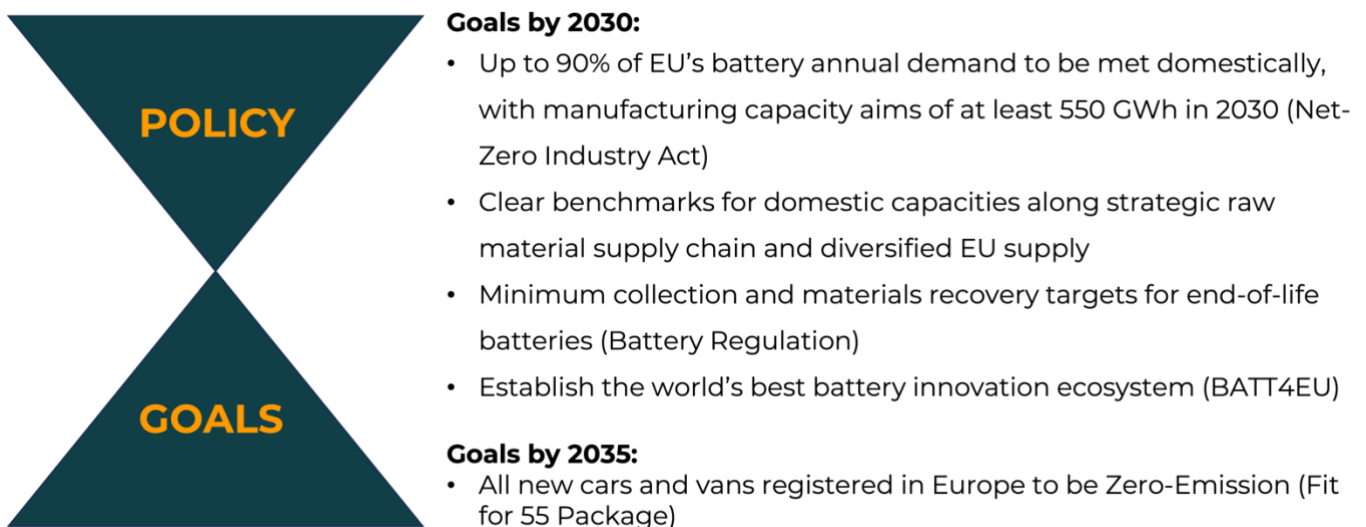 POLICY
GOALS
Goals by 2030:
• Up to 90% of EU’s battery annual demand to be met domestically,
with manufacturing capacity aims of at least 550 GWh in 2030 (Net-
Zero Industry Act)
• Clear benchmarks for domestic capacities along strategic raw
material supply chain and diversified EU supply
• Minimum collection and materials recovery targets for end-of-life
batteries (Battery Regulation)
• Establish the world’s best battery innovation ecosystem (BATT4EU)
Goals by 2035:
• All new cars and vans registered in Europe to be Zero-Emission (Fit
for 55 Package)